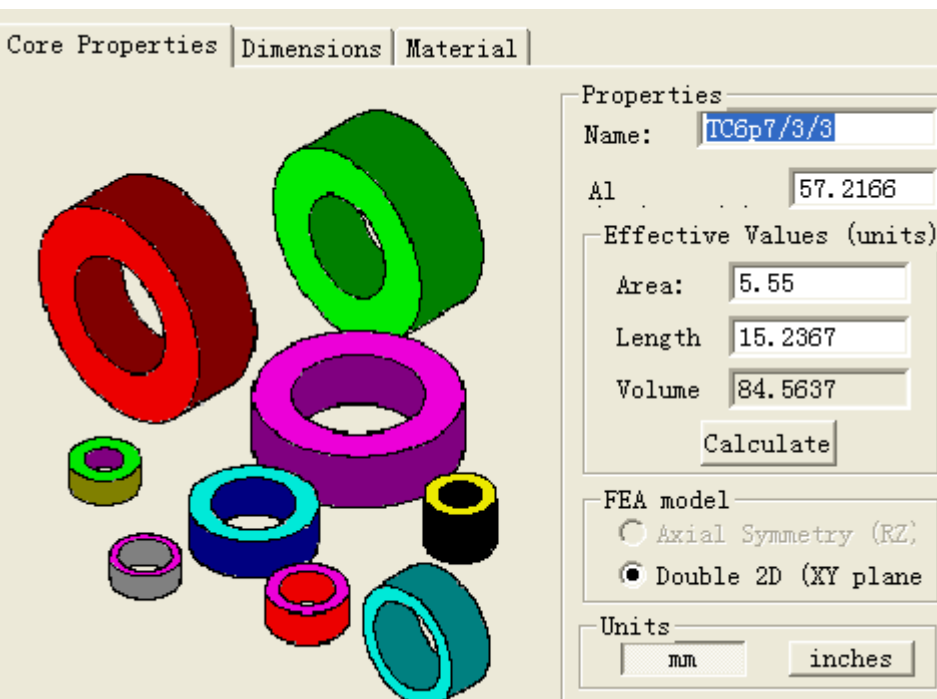 Core Properties Dimensions Material
Properties
Name: TC6p7/3/3
Al 57.2166
Effective Values (units)
Area: 5.55
Length 15.2367
Volume 84.5637
Calculate
FEA model
Axial Symmetry (RZ)
Double 2D (XY plane
Units
mm inches